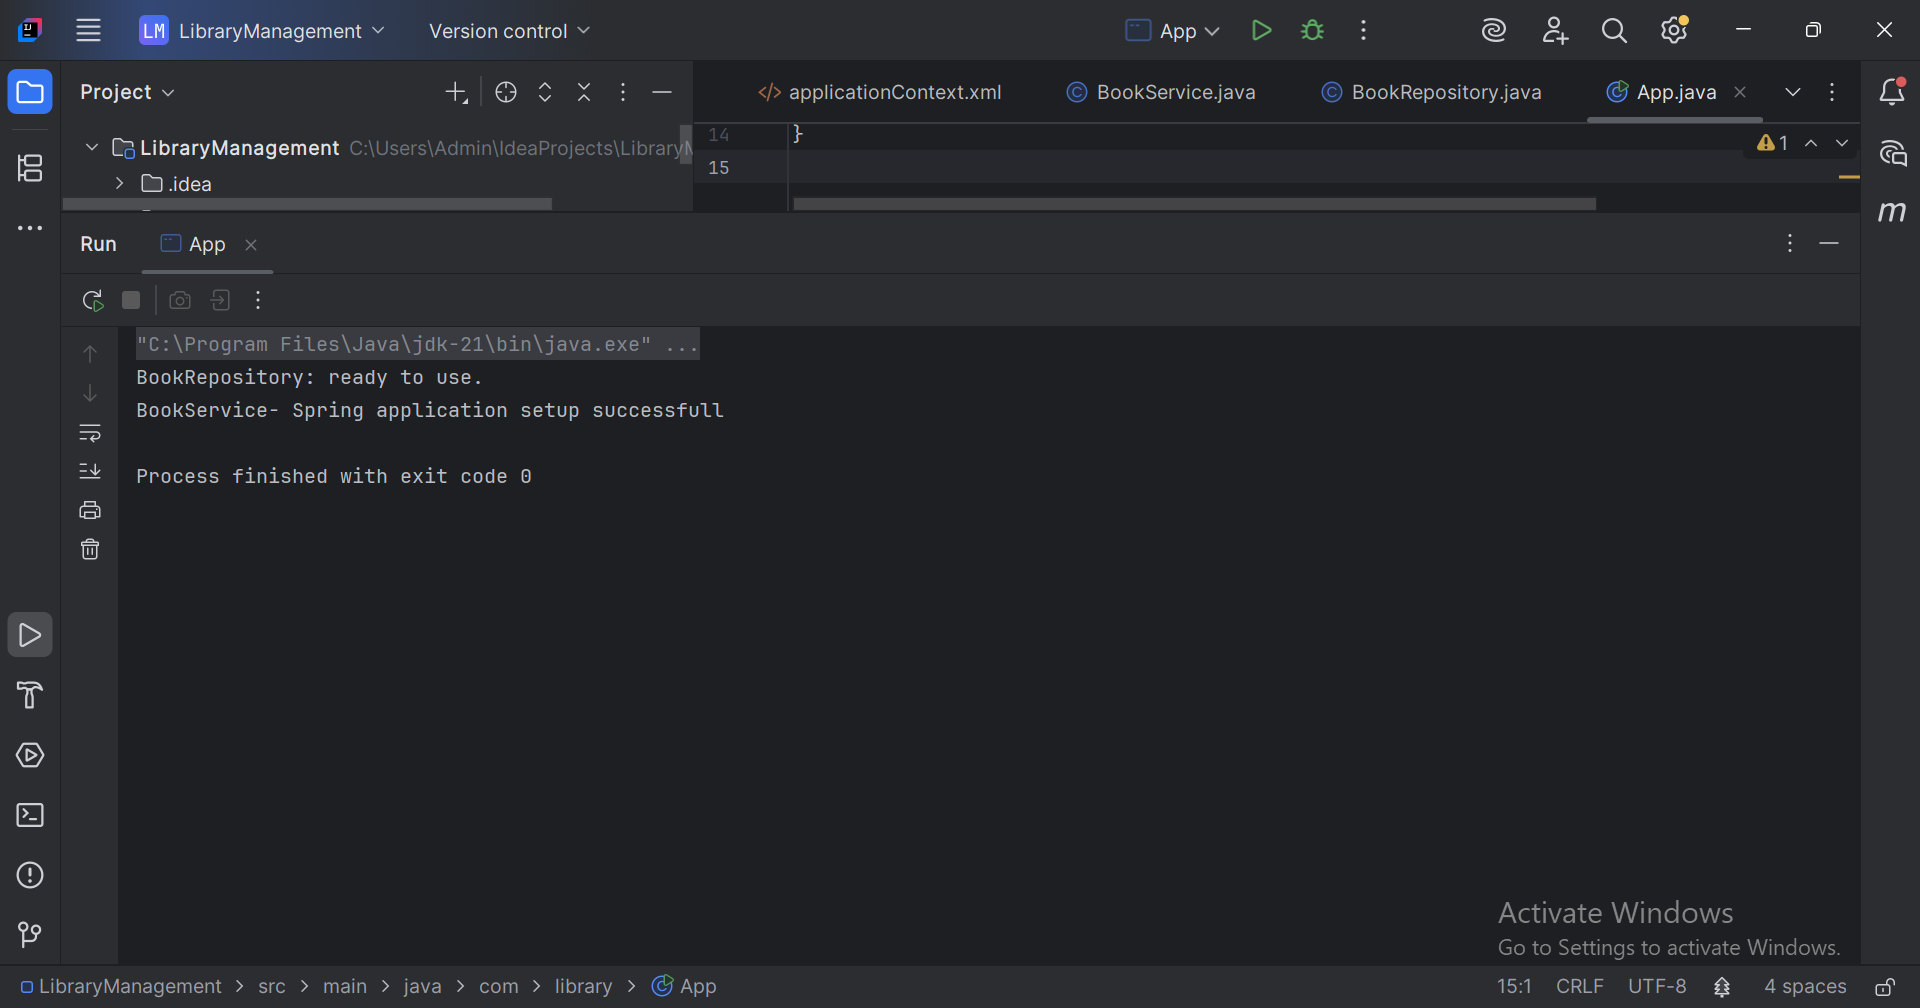 LM LibraryManagement Version control App
Project
applicationContext.xml BookService.java BookRepository.java App.java
LibraryManagement C:\Users\Admin\IdeaProjects\Library
.idea
14 }
15
1
m
Run App
"C:\Program Files\Java\jdk-21\bin\java.exe" ...
BookRepository: ready to use.
BookService- Spring application setup successfull
Process finished with exit code 0
Activate Windows
Go to Settings to activate Windows.
LibraryManagement > src > main > java > com > library > App 15:1 CRLF UTF-8 4 spaces